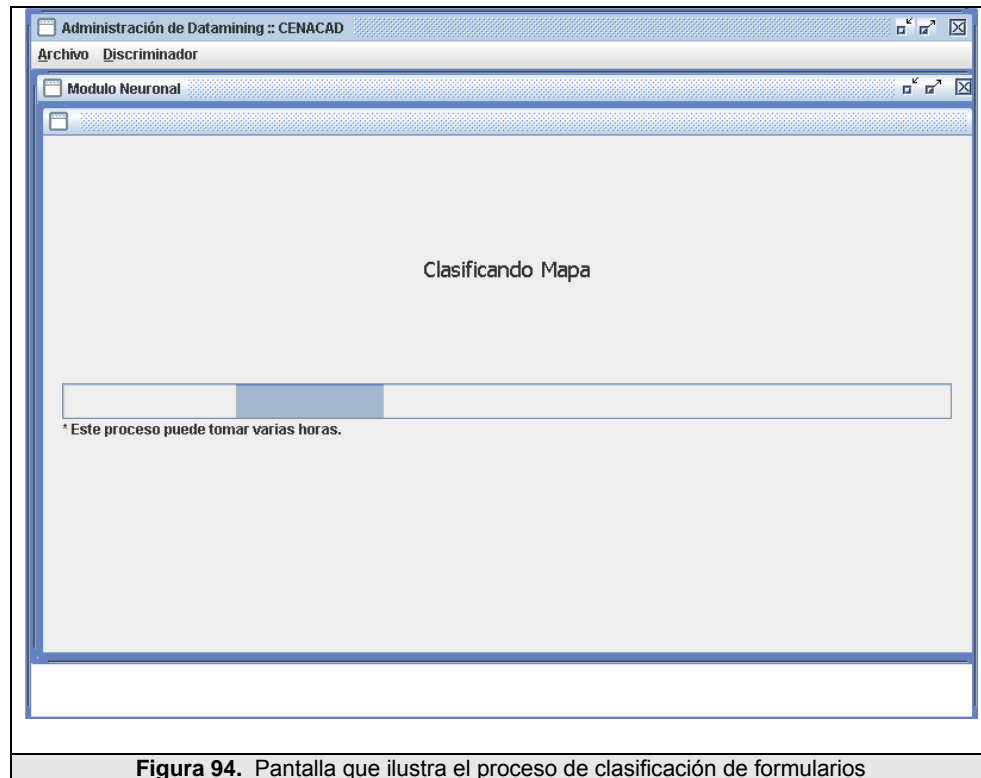 Administración de Datamining :: CENACAD
Archivo Discriminador
Modulo Neuronal
Clasificando Mapa
* Este proceso puede tomar varias horas.
Figura 94. Pantalla que ilustra el proceso de clasificación de formularios